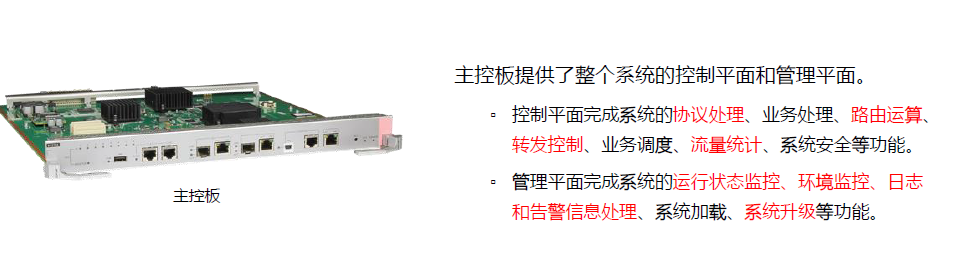 主控板提供了整个系统的控制平面和管理平面。
控制平面完成系统的协议处理、业务处理、路由运算、
转发控制、业务调度、流量统计、系统安全等功能。
管理平面完成系统的运行状态监控、环境监控、日志
和告警信息处理、系统加载、系统升级等功能。
主控板